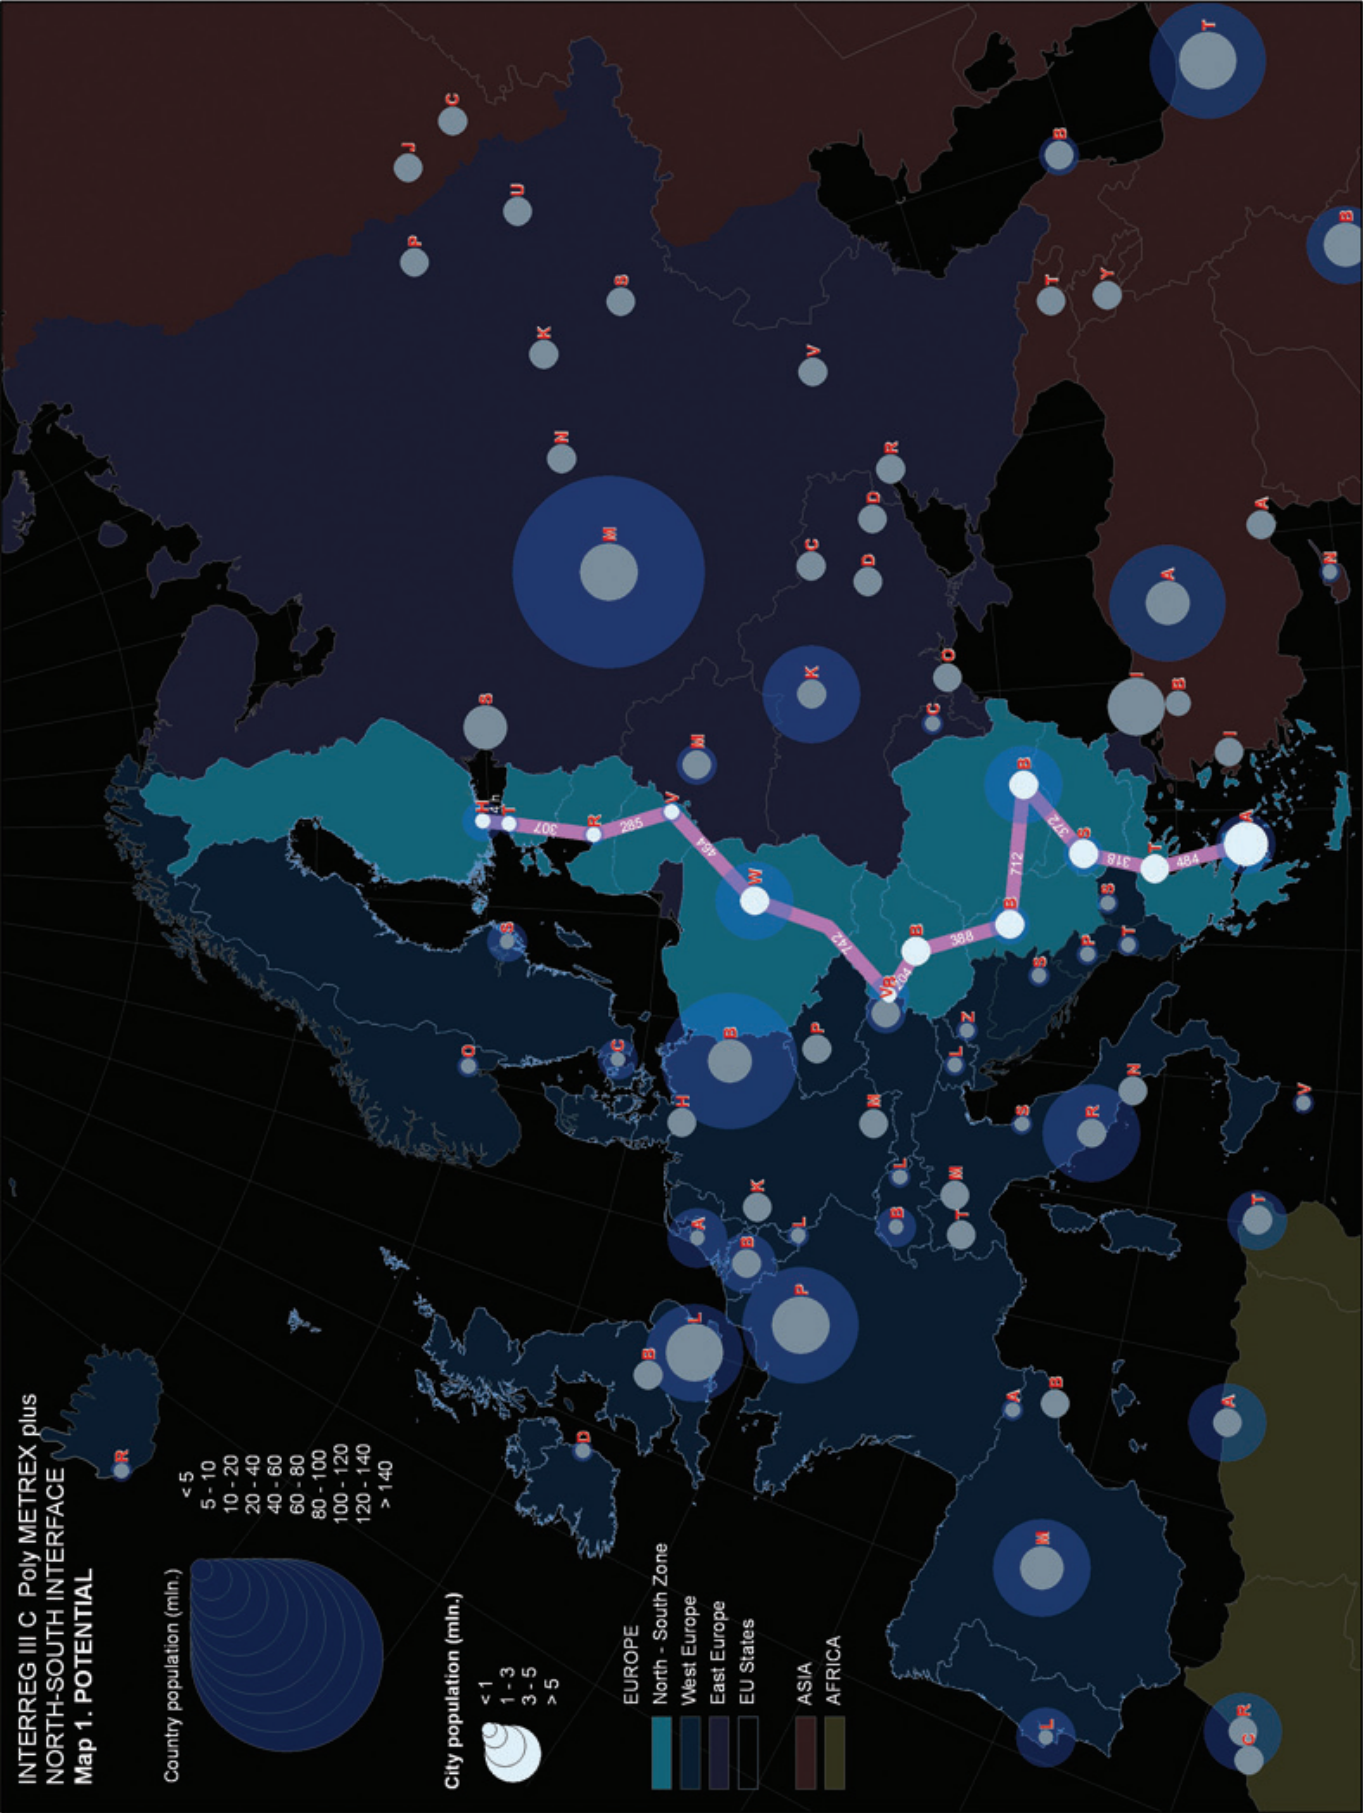 INTERREG III C Poly METREX plus
NORTH-SOUTH INTERFACE
Map 1. POTENTIAL
Country population (mln.)
< 5
5 - 10
10 - 20
20 - 40
40 - 60
60 - 80
80 - 100
100 - 120
120 - 140
> 140
City population (mln.)
< 1
1 - 3
3 - 5
> 5
EUROPE
North - South Zone
West Europe
East Europe
EU States
ASIA
AFRICA
R
J
P
C
O
H
S
4 h
T
S
U
K
307
N
D
R
M
C
S
285
B
V
H
L
M
A
464
B
B
W
K
L
P
K
C
V
P
742
D
D
M
V
B
R
B
L
204
B
C
O
L
M
T
388
Z
B
A
712
B
S
S
M
L
T
B
B
372
S
P
R
Y
S
318
T
N
I
T
A
B
484
T
A
I
R
A
C
T
A
V
N
B